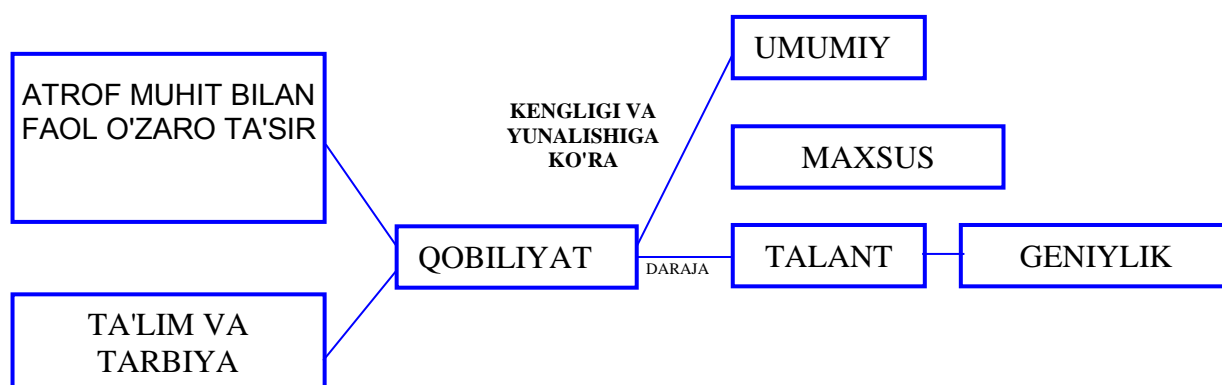 ATROF MUHIT BILAN
FAOL O'ZARO TA'SIR
TA'LIM VA
TARBIYA
QOBILIYAT
KENGLIGI VA
YUNALISHIGA
KO'RA
DARAJA
UMUMIY
MAXSUS
TALANT
GENIYLIK